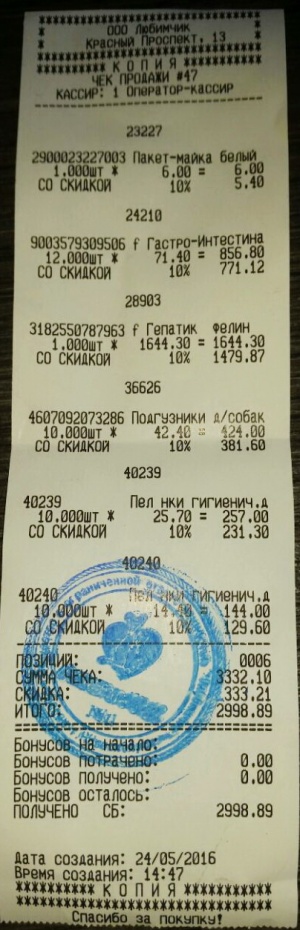 ************************
* ООО Любимчик *
* Красный Проспект, 13 *
************************
********* К О П И Я *********
ЧЕК ПРОДАЖИ #47
КАССИР: 1 Оператор-кассир
23227
2900023227003 Пакет-майка белый
1.000шт * 6.00 = 6.00
СО СКИДКОЙ 10% 5.40
24210
9003579309506 f Гастро-Интестина
12.000шт * 71.40 = 856.80
СО СКИДКОЙ 10% 771.12
28903
3182550787963 f Гепатик Фелин
1.000шт * 1644.30 = 1644.30
СО СКИДКОЙ 10% 1479.87
36626
4607092073286 Подгузники д/собак
10.000шт * 42.40 = 424.00
СО СКИДКОЙ 10% 381.60
40239
40239 Пел нки гигиенич.д
10.000шт * 25.70 = 257.00
СО СКИДКОЙ 10% 231.30
40240
40240 Пел нки гигиенич.д
10.000шт * 14.40 = 144.00
СО СКИДКОЙ 10% 129.60
ПОЗИЦИЙ: 0006
СУММА ЧЕКА: 3332.10
СКИДКА: 333.21
ИТОГО: 2998.89
Бонусов на начало:
Бонусов потрачено: 0.00
Бонусов получено: 0.00
Бонусов осталось:
ПОЛУЧЕНО СБ: 2998.89
Дата создания: 24/05/2016
Время создания: 14:47
********* К О П И Я *********
Спасибо за покупку!